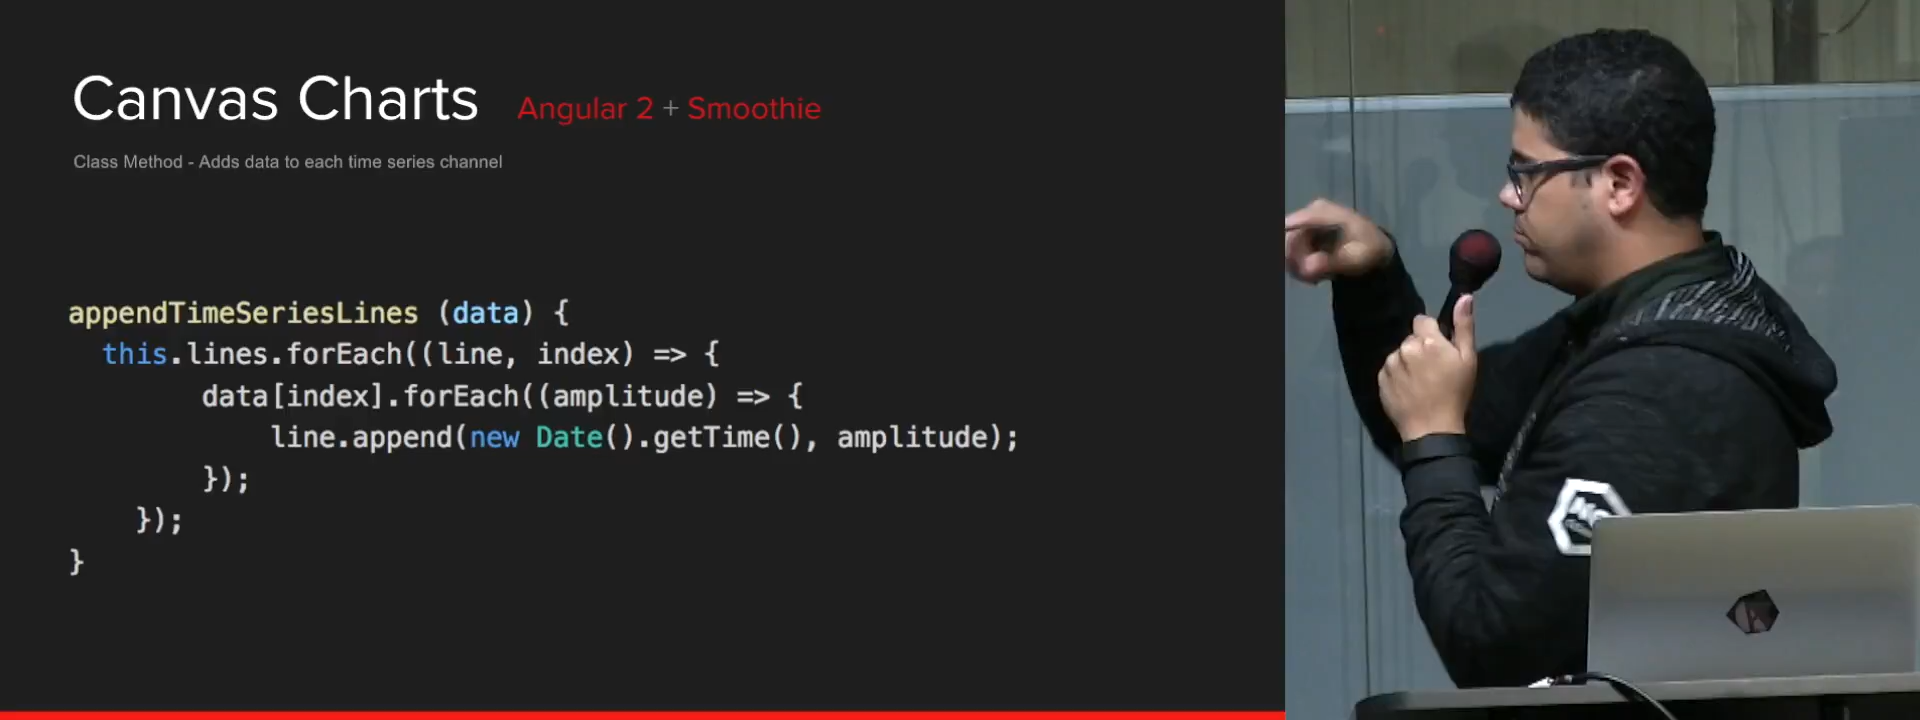 Canvas Charts Angular 2 + Smoothie
Class Method - Adds data to each time series channel
appendTimeSeriesLines (data) {
this.lines.forEach((line, index) => {
data[index].forEach((amplitude) => {
line.append(new Date().getTime(), amplitude);
});
});
}